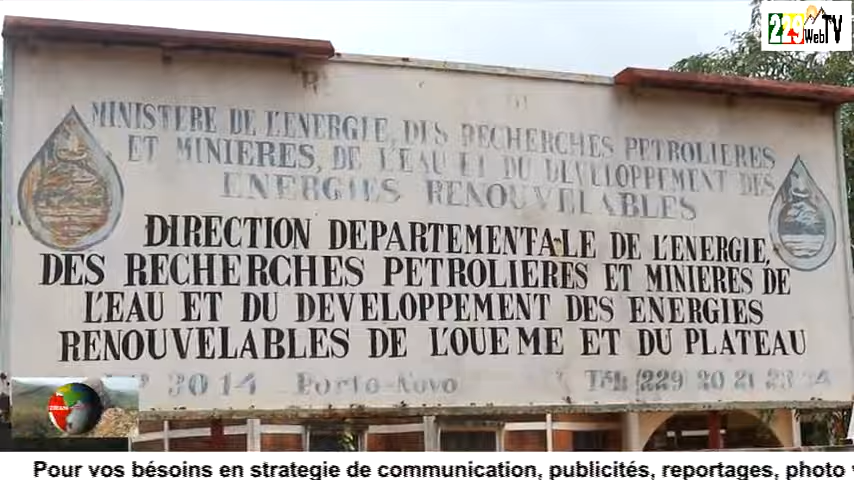 229 WebTV
MINISTERE DE L'ENERGIE, DES RECHERCHES PETROLIERES
ET MINIERES, DE L'EAU ET DU DEVELOPPEMENT DES
ENERGIES RENOUVELABLES
DIRECTION DEPARTEMENTALE DE L'ENERGIE,
DES RECHERCHES PETROLIERES ET MINIERES DE
L'EAU ET DU DEVELOPPEMENT DES ENERGIES
RENOUVELABLES DE L'OUEME ET DU PLATEAU
2014 Porto-Novo (229 20 21
Pour vos bésoins en strategie de communication, publicités, reportages, photo